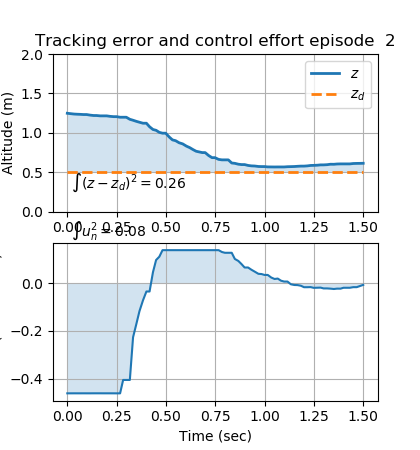 Tracking error and control effort episode 2
2.0
1.5
1.0
0.5
0.0
Altitude (m)
z
z_d
∫(z − z_d)² = 0.26
0.00 0.25 0.50 0.75 1.00 1.25 1.50
∫u_n² = 0.08
0.0
−0.2
−0.4
0.00 0.25 0.50 0.75 1.00 1.25 1.50
Time (sec)